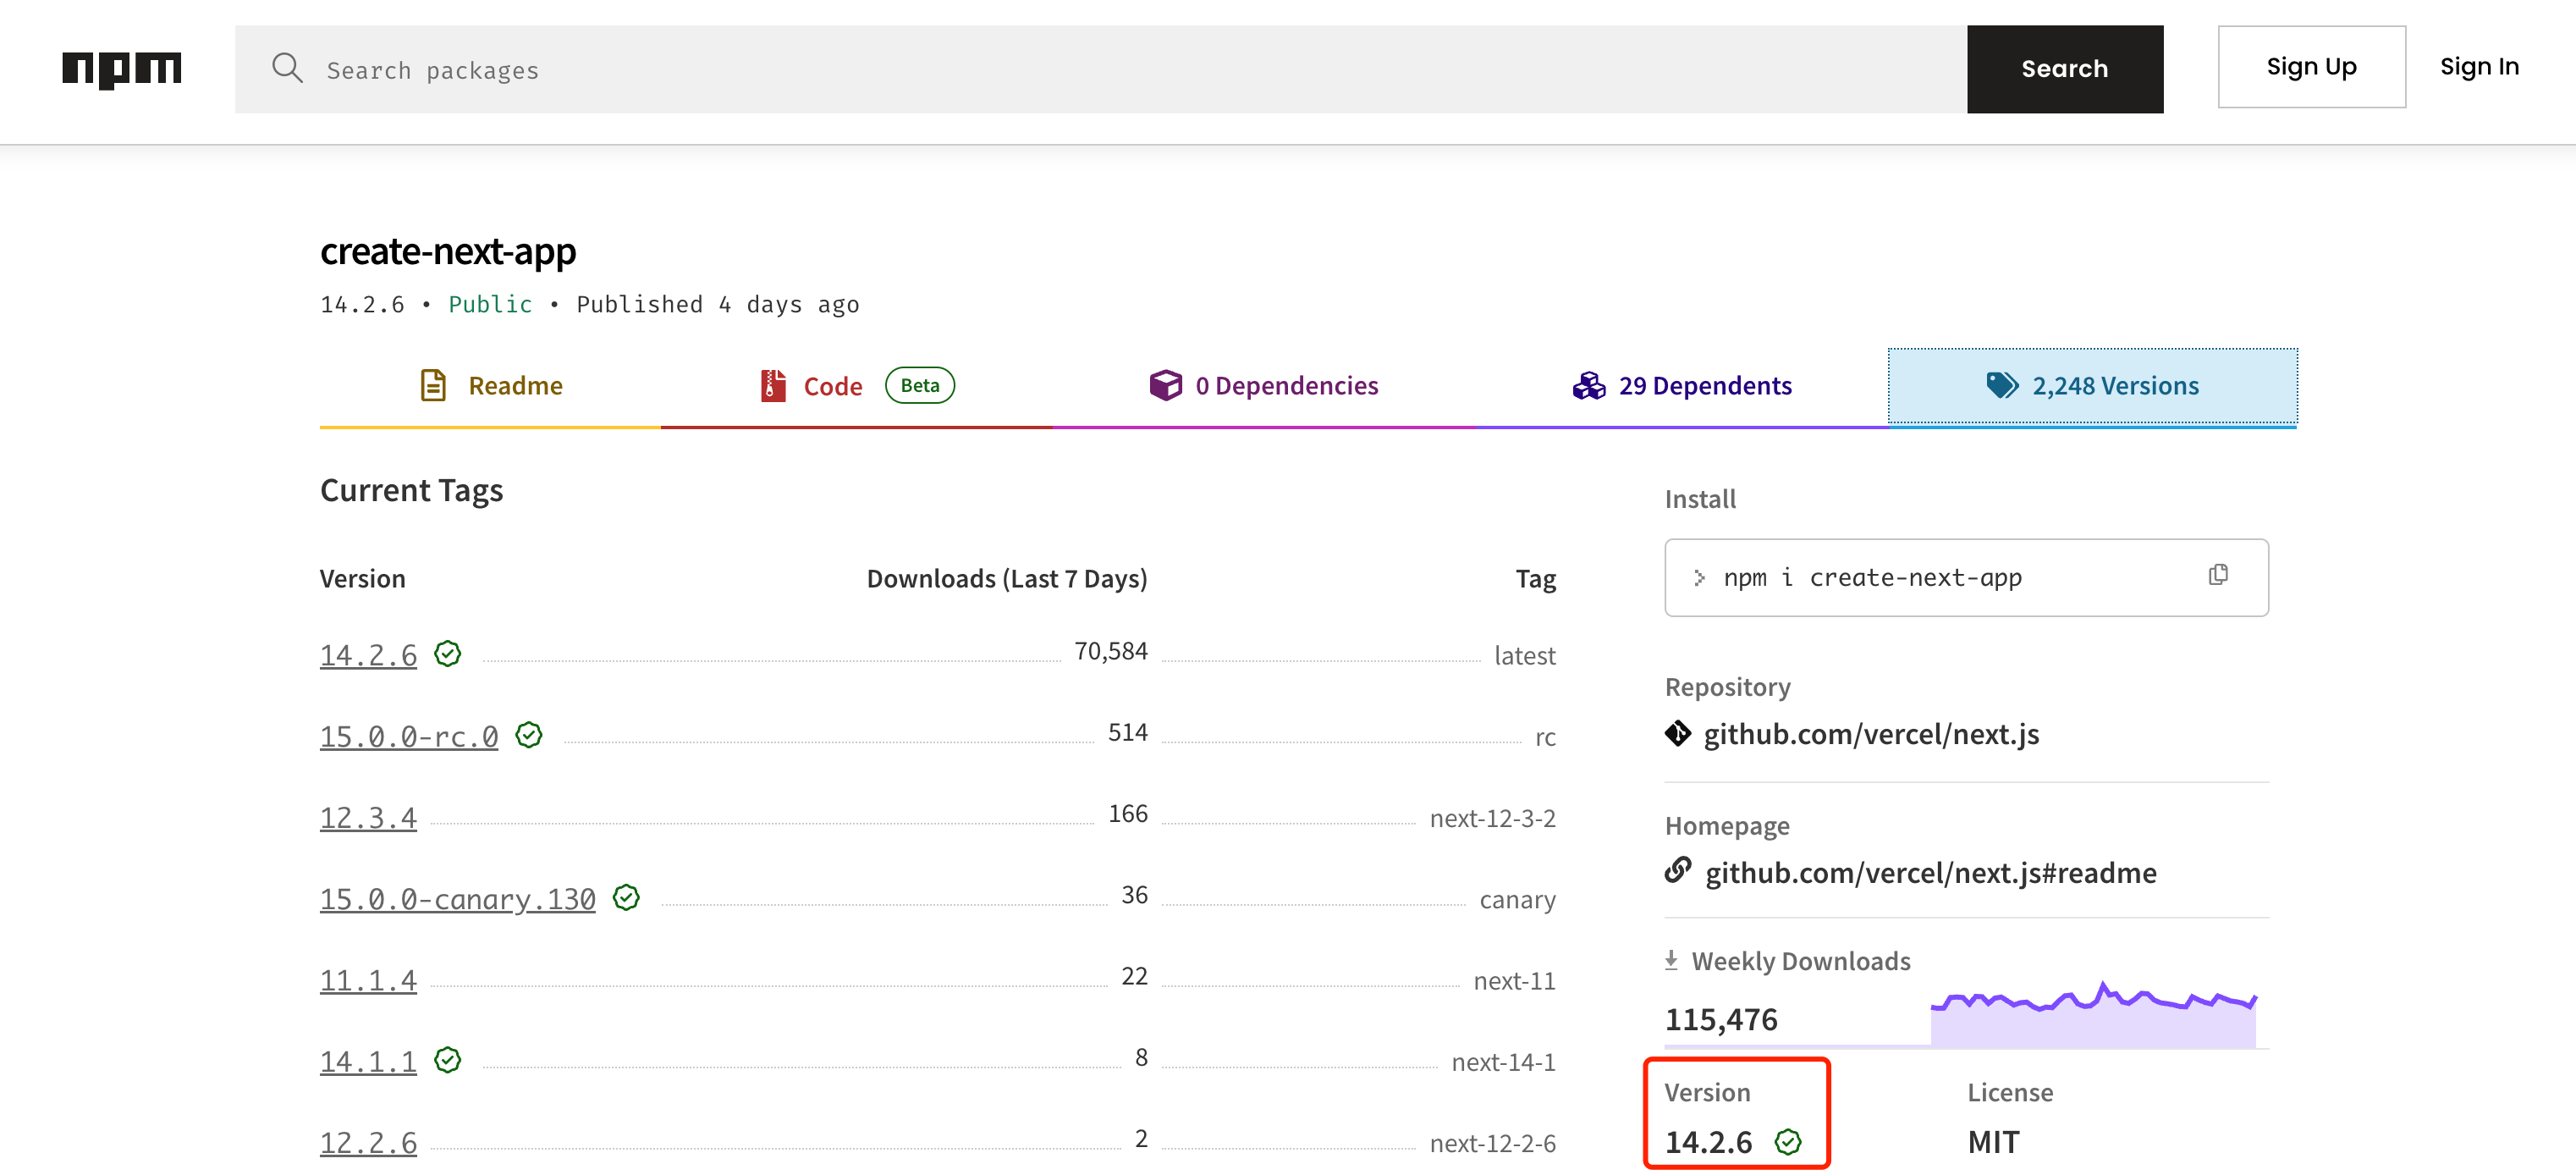 npm
Search packages
Search
Sign Up
Sign In
create-next-app
14.2.6 • Public • Published 4 days ago
Readme
Code Beta
0 Dependencies
29 Dependents
2,248 Versions
Current Tags
Version Downloads (Last 7 Days) Tag
14.2.6 70,584 latest
15.0.0-rc.0 514 rc
12.3.4 166 next-12-3-2
15.0.0-canary.130 36 canary
11.1.4 22 next-11
14.1.1 8 next-14-1
12.2.6 2 next-12-2-6
Install
> npm i create-next-app
Repository
github.com/vercel/next.js
Homepage
github.com/vercel/next.js#readme
Weekly Downloads
115,476
Version License
14.2.6 MIT